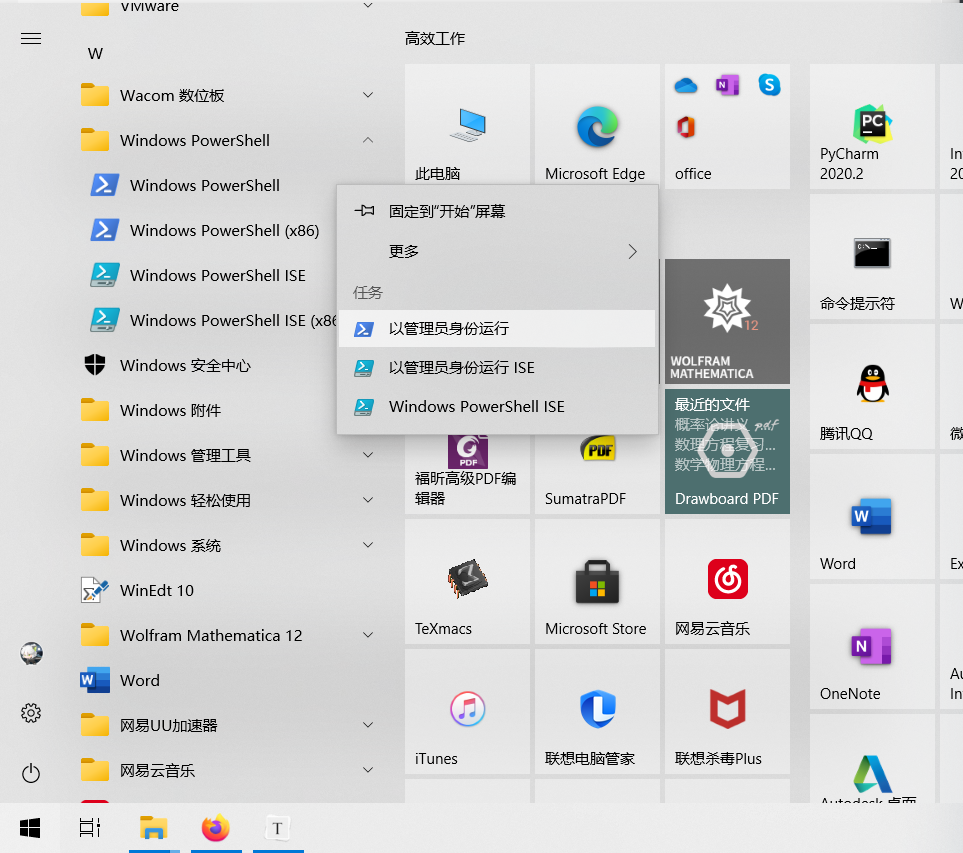 VMware
W
Wacom 数位板
Windows PowerShell
Windows PowerShell
Windows PowerShell (x86)
Windows PowerShell ISE
Windows PowerShell ISE (x86
Windows 安全中心
Windows 附件
Windows 管理工具
Windows 轻松使用
Windows 系统
WinEdt 10
Wolfram Mathematica 12
Word
网易UU加速器
网易云音乐
固定到“开始”屏幕
更多
任务
以管理员身份运行
以管理员身份运行 ISE
Windows PowerShell ISE
高效工作
此电脑
Microsoft Edge
office
12
WOLFRAM
MATHEMATICA
PDF
福昕高级PDF编
辑器
PDF
SumatraPDF
最近的文件
概率论讲义.pdf
数理方程复习...
数学物理方程...
Drawboard PDF
TeXmacs
Microsoft Store
网易云音乐
iTunes
联想电脑管家
联想杀毒Plus
PC
PyCharm
2020.2
C:\
命令提示符
腾讯QQ
Word
OneNote
Autodesk 桌面
In
20
W
微
Ex
Au
In
T